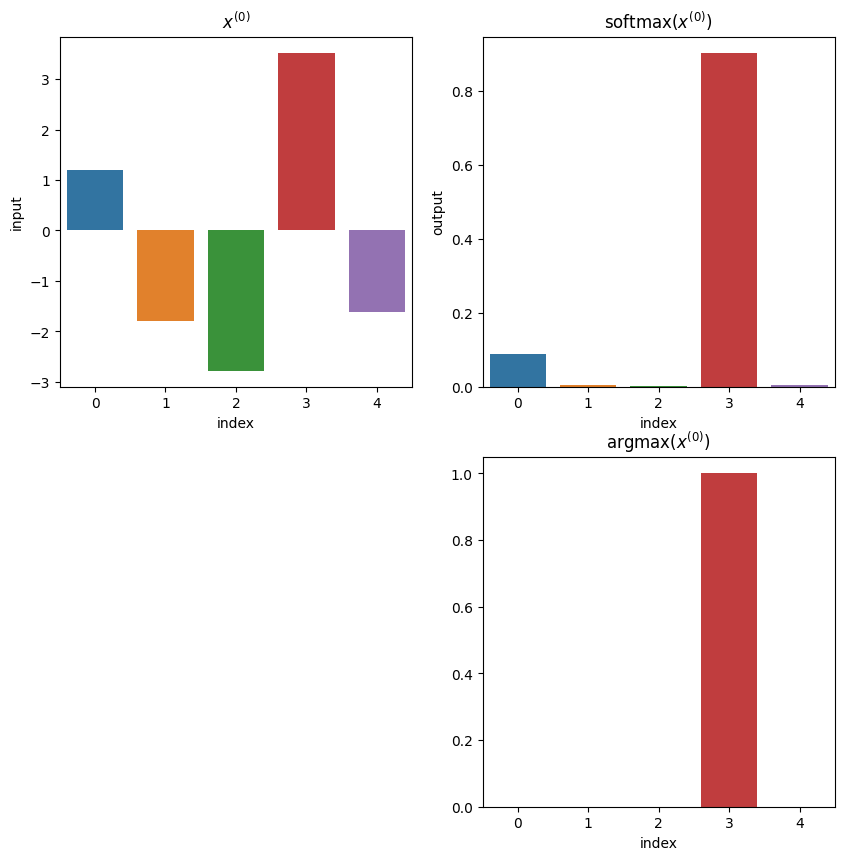 x^(0)
input
3
2
1
0
−1
−2
−3
0 1 2 3 4
index
softmax(x^(0))
output
0.8
0.6
0.4
0.2
0.0
0 1 2 3 4
index
argmax(x^(0))
1.0
0.8
0.6
0.4
0.2
0.0
0 1 2 3 4
index